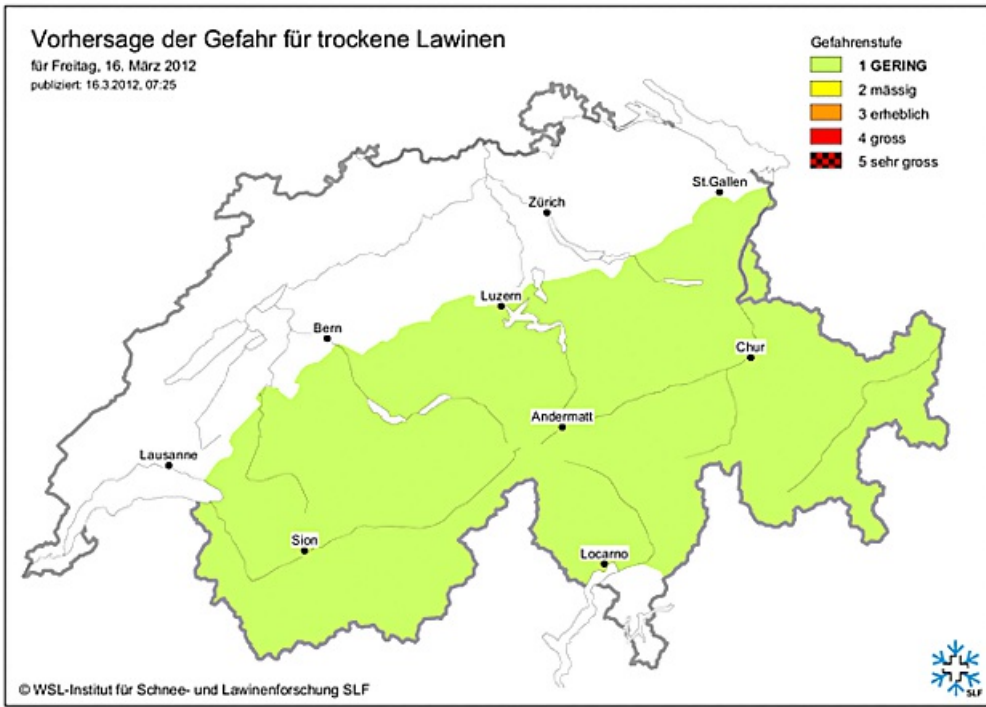 Vorhersage der Gefahr für trockene Lawinen
für Freitag, 16. März 2012
publiziert: 16.3.2012, 07:25
Gefahrenstufe
1 GERING
2 mässig
3 erheblich
4 gross
5 sehr gross
St.Gallen
Zürich
Luzern
Bern
Chur
Andermatt
Lausanne
Sion
Locarno
© WSL-Institut für Schnee- und Lawinenforschung SLF
SLF